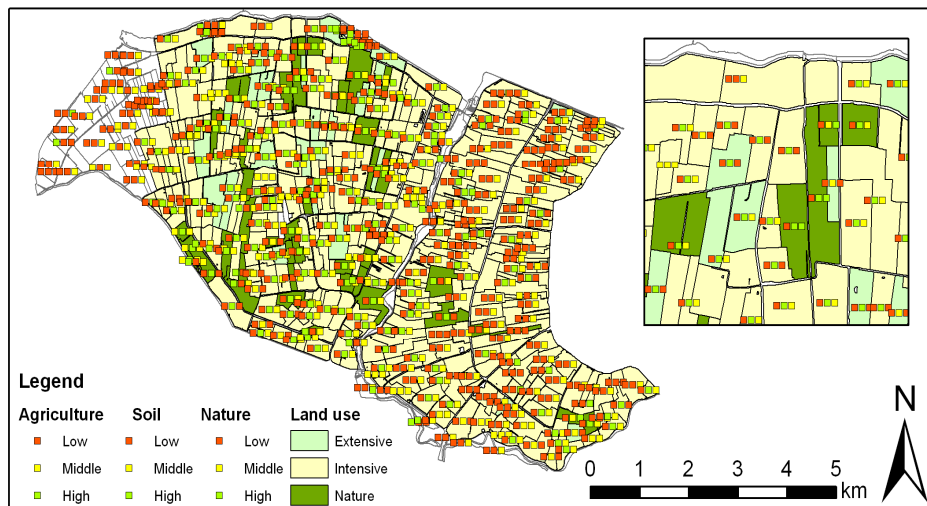 Legend
Agriculture Soil Nature Land use
Low Low Low Extensive
Middle Middle Middle Intensive
High High High Nature
N
0 1 2 3 4 5
km